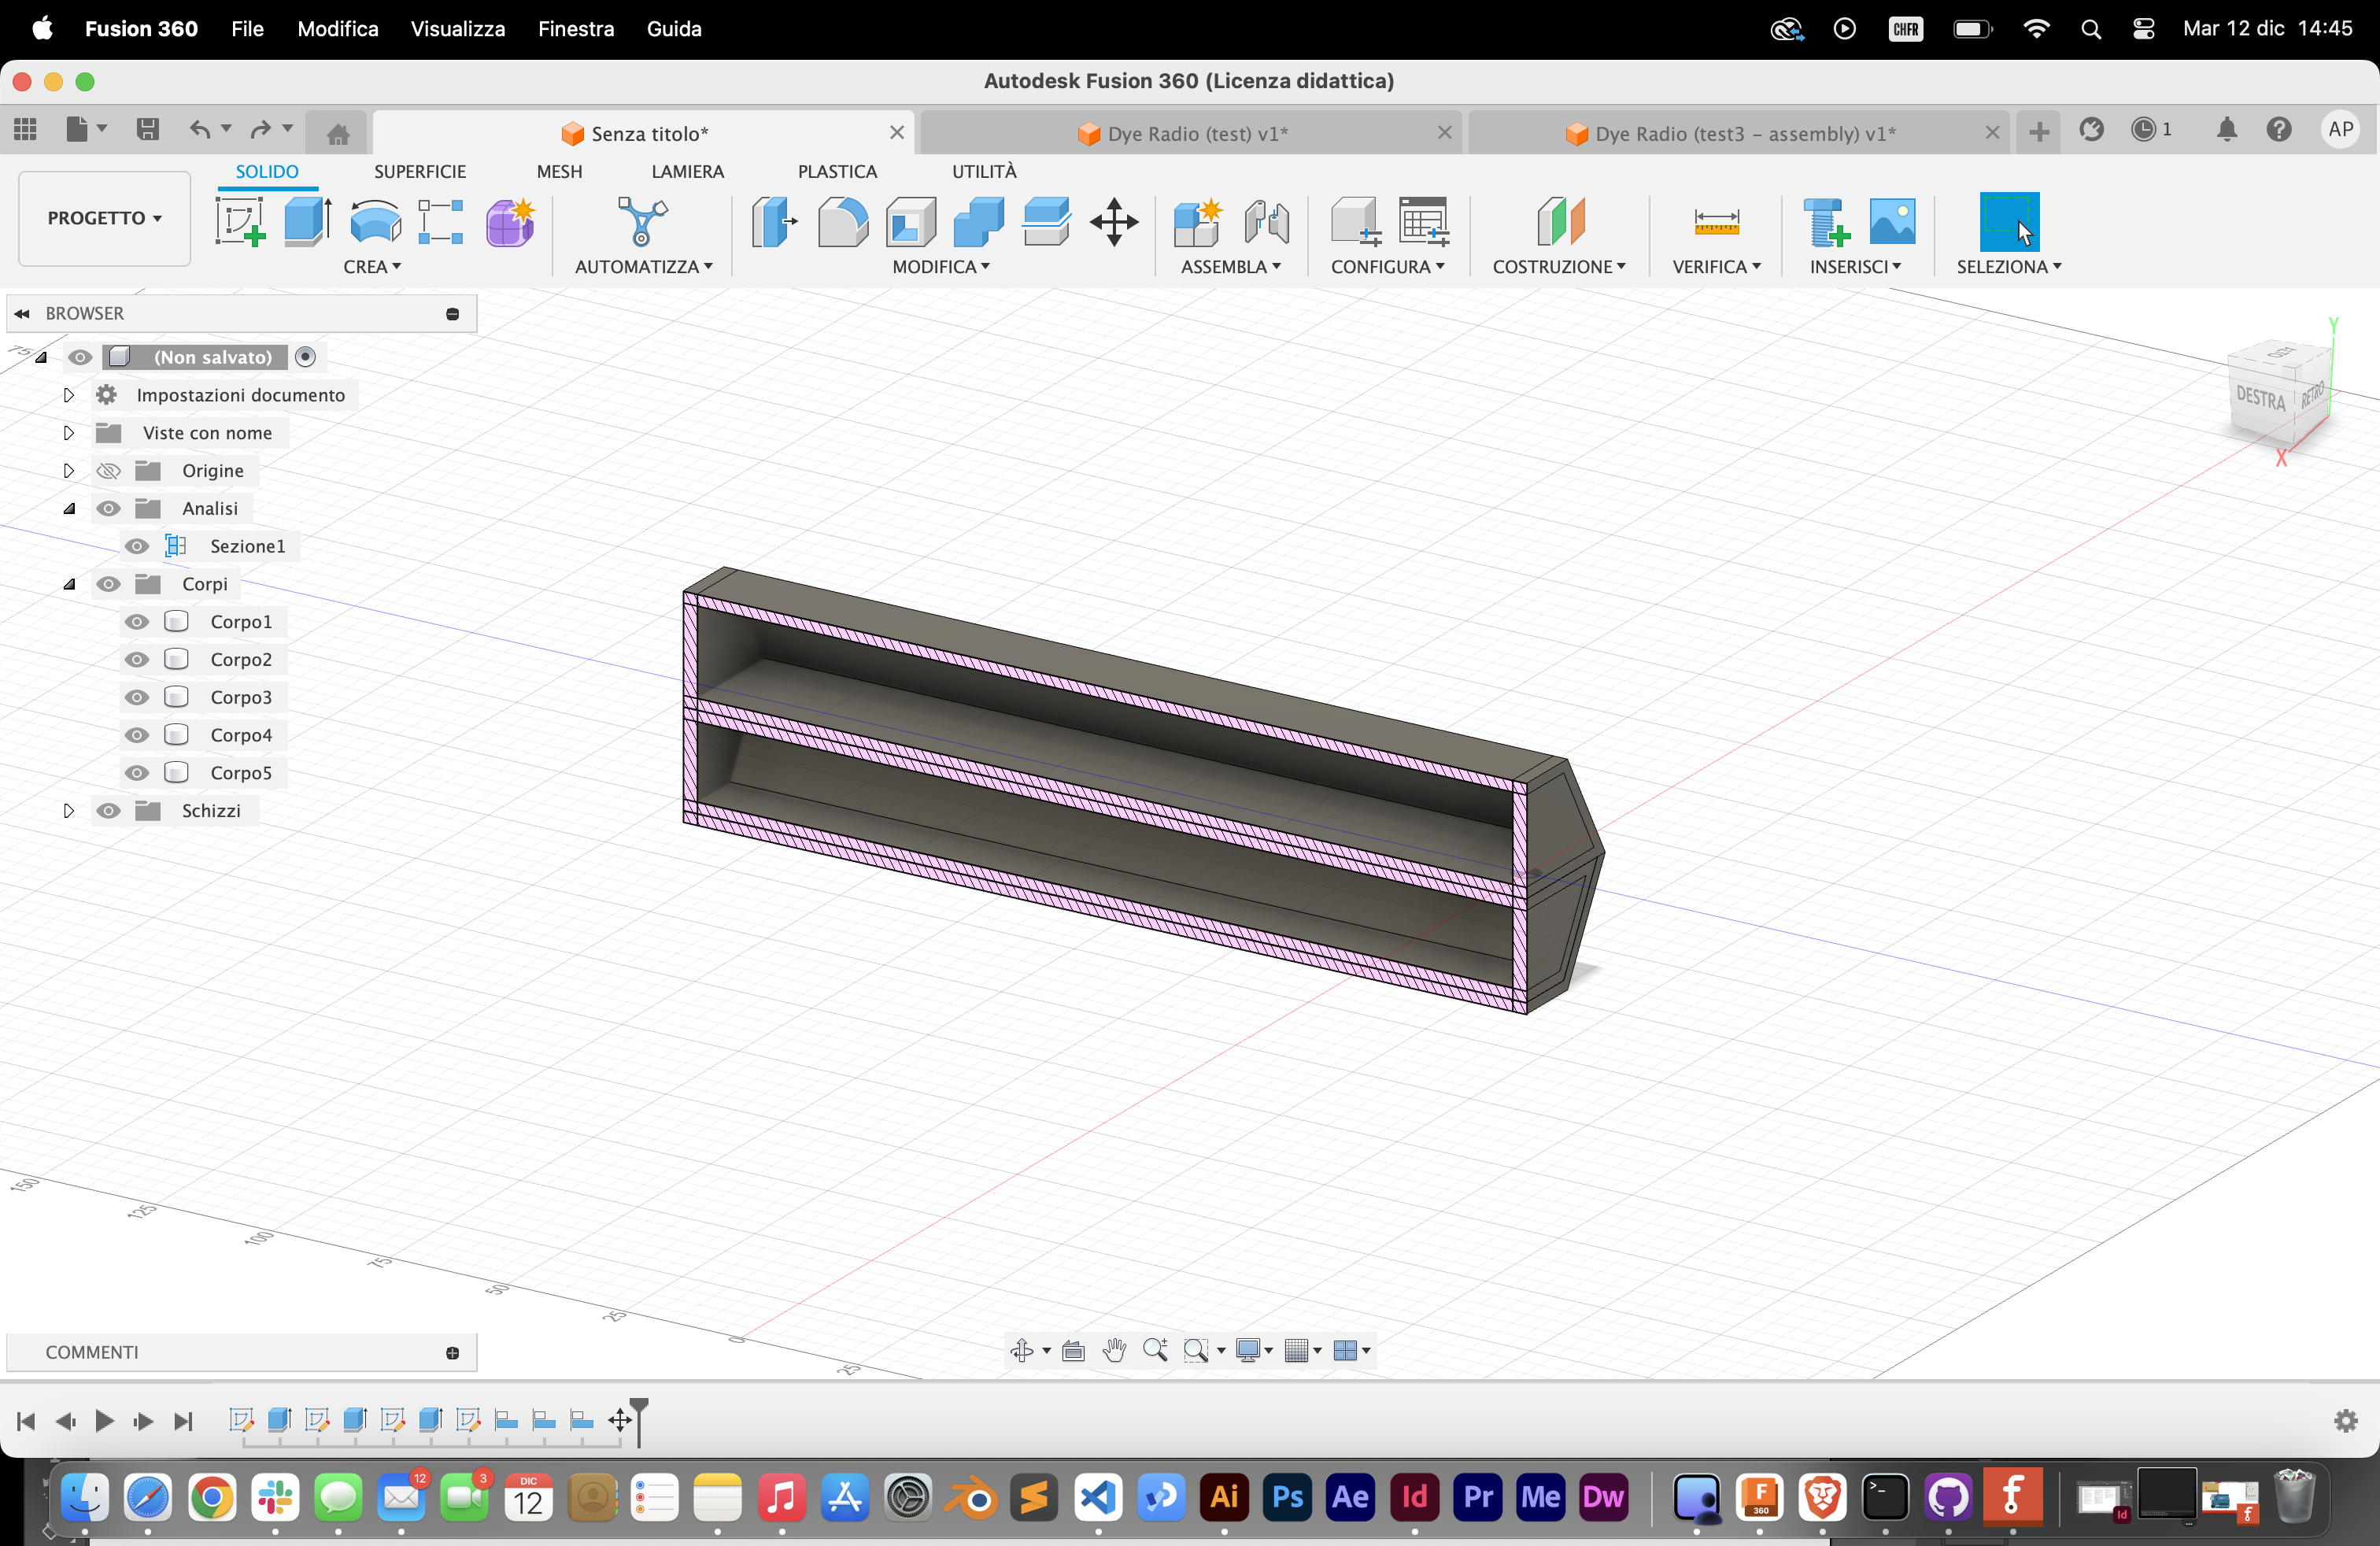 Fusion 360 File Modifica Visualizza Finestra Guida CHFR Mar 12 dic 14:45
Autodesk Fusion 360 (Licenza didattica)
Senza titolo* Dye Radio (test) v1* Dye Radio (test3 – assembly) v1* 1 AP
SOLIDO SUPERFICIE MESH LAMIERA PLASTICA UTILITÀ
PROGETTO
CREA AUTOMATIZZA MODIFICA ASSEMBLA CONFIGURA COSTRUZIONE VERIFICA INSERISCI SELEZIONA
BROWSER
(Non salvato)
Impostazioni documento
Viste con nome
Origine
Analisi
Sezione1
Corpi
Corpo1
Corpo2
Corpo3
Corpo4
Corpo5
Schizzi
Y
DESTRA RETRO
X
75
150
125
100
75
50
25
0
25
COMMENTI
12 3 DIC
12 Ai Ps Ae Id Pr Me Dw F
360
Id